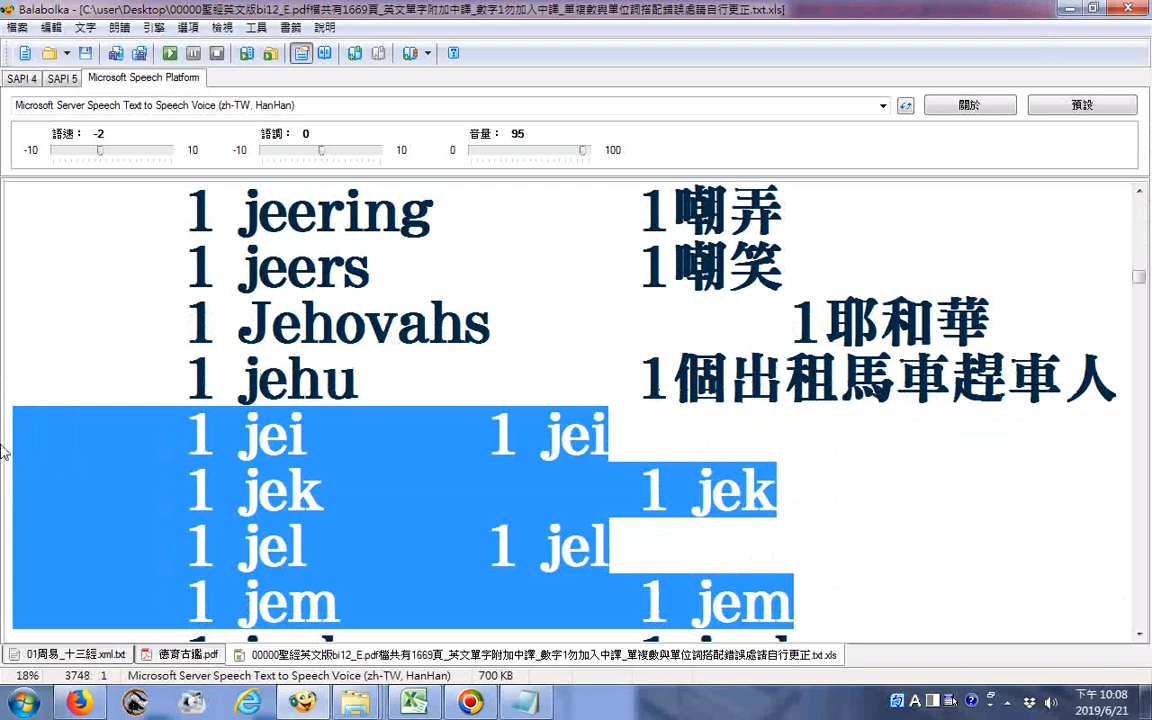 Balabolka - [C:\user\Desktop\00000聖經英文版bi12_E.pdf檔共有1669頁_英文單字附加中譯_數字1勿加入中譯_單複數與單位詞搭配錯誤處請自行更正.txt.xls]
檔案 編輯 文字 朗讀 引擎 選項 檢視 工具 書籤 說明
SAPI 4 SAPI 5 Microsoft Speech Platform
Microsoft Server Speech Text to Speech Voice (zh-TW, HanHan) 關於 預設
語速： -2 語調： 0 音量： 95
-10 10 -10 10 0 100
1 jeering 1嘲弄
1 jeers 1嘲笑
1 Jehovahs 1耶和華
1 jehu 1個出租馬車趕車人
1 jei 1 jei
1 jek 1 jek
1 jel 1 jel
1 jem 1 jem
01周易_十三經.xml.txt 德育古鑑.pdf 00000聖經英文版bi12_E.pdf檔共有1669頁_英文單字附加中譯_數字1勿加入中譯_單複數與單位詞搭配錯誤處請自行更正.txt.xls
18% 3748: 1 Microsoft Server Speech Text to Speech Voice (zh-TW, HanHan) 700 KB
下午 10:08
2019/6/21